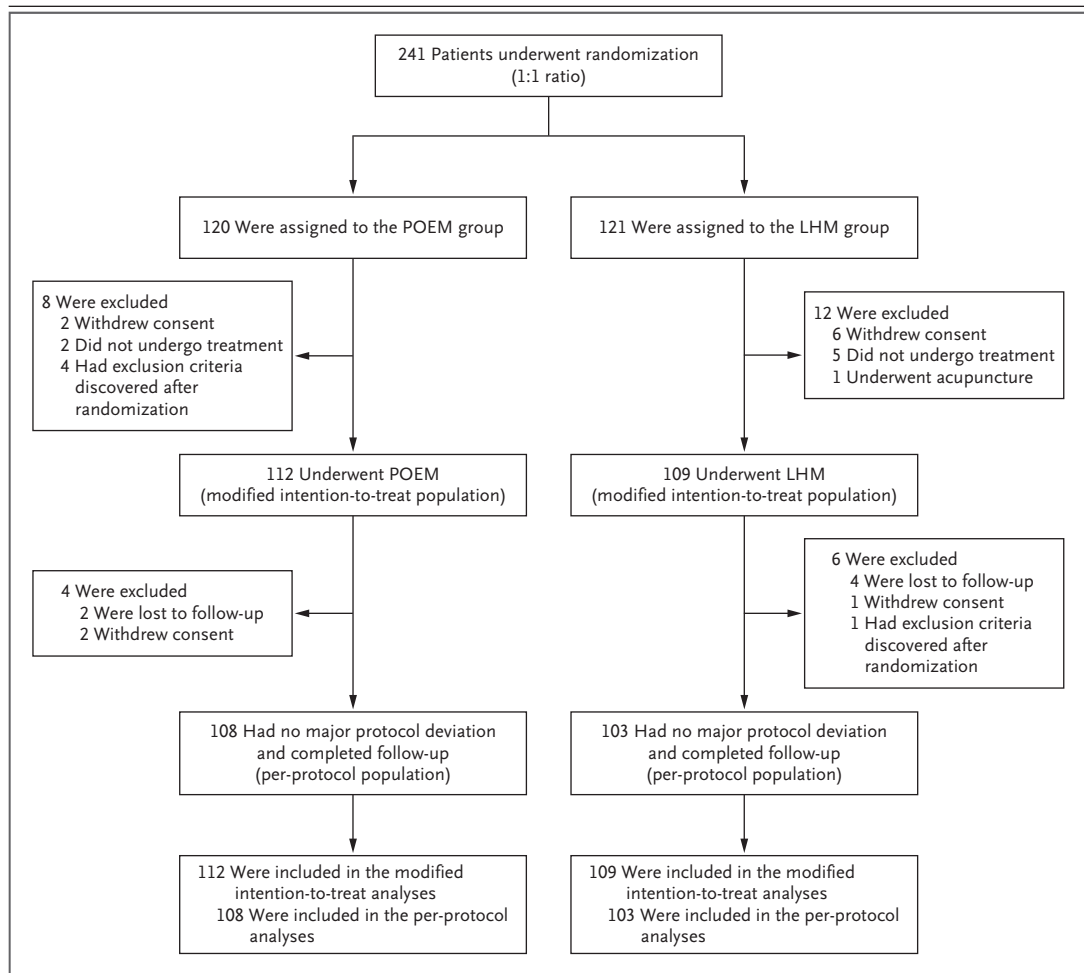 241 Patients underwent randomization
(1:1 ratio)
120 Were assigned to the POEM group
121 Were assigned to the LHM group
8 Were excluded
2 Withdrew consent
2 Did not undergo treatment
4 Had exclusion criteria
discovered after
randomization
12 Were excluded
6 Withdrew consent
5 Did not undergo treatment
1 Underwent acupuncture
112 Underwent POEM
(modified intention-to-treat population)
109 Underwent LHM
(modified intention-to-treat population)
4 Were excluded
2 Were lost to follow-up
2 Withdrew consent
6 Were excluded
4 Were lost to follow-up
1 Withdrew consent
1 Had exclusion criteria
discovered after
randomization
108 Had no major protocol deviation
and completed follow-up
(per-protocol population)
103 Had no major protocol deviation
and completed follow-up
(per-protocol population)
112 Were included in the modified
intention-to-treat analyses
108 Were included in the per-protocol
analyses
109 Were included in the modified
intention-to-treat analyses
103 Were included in the per-protocol
analyses